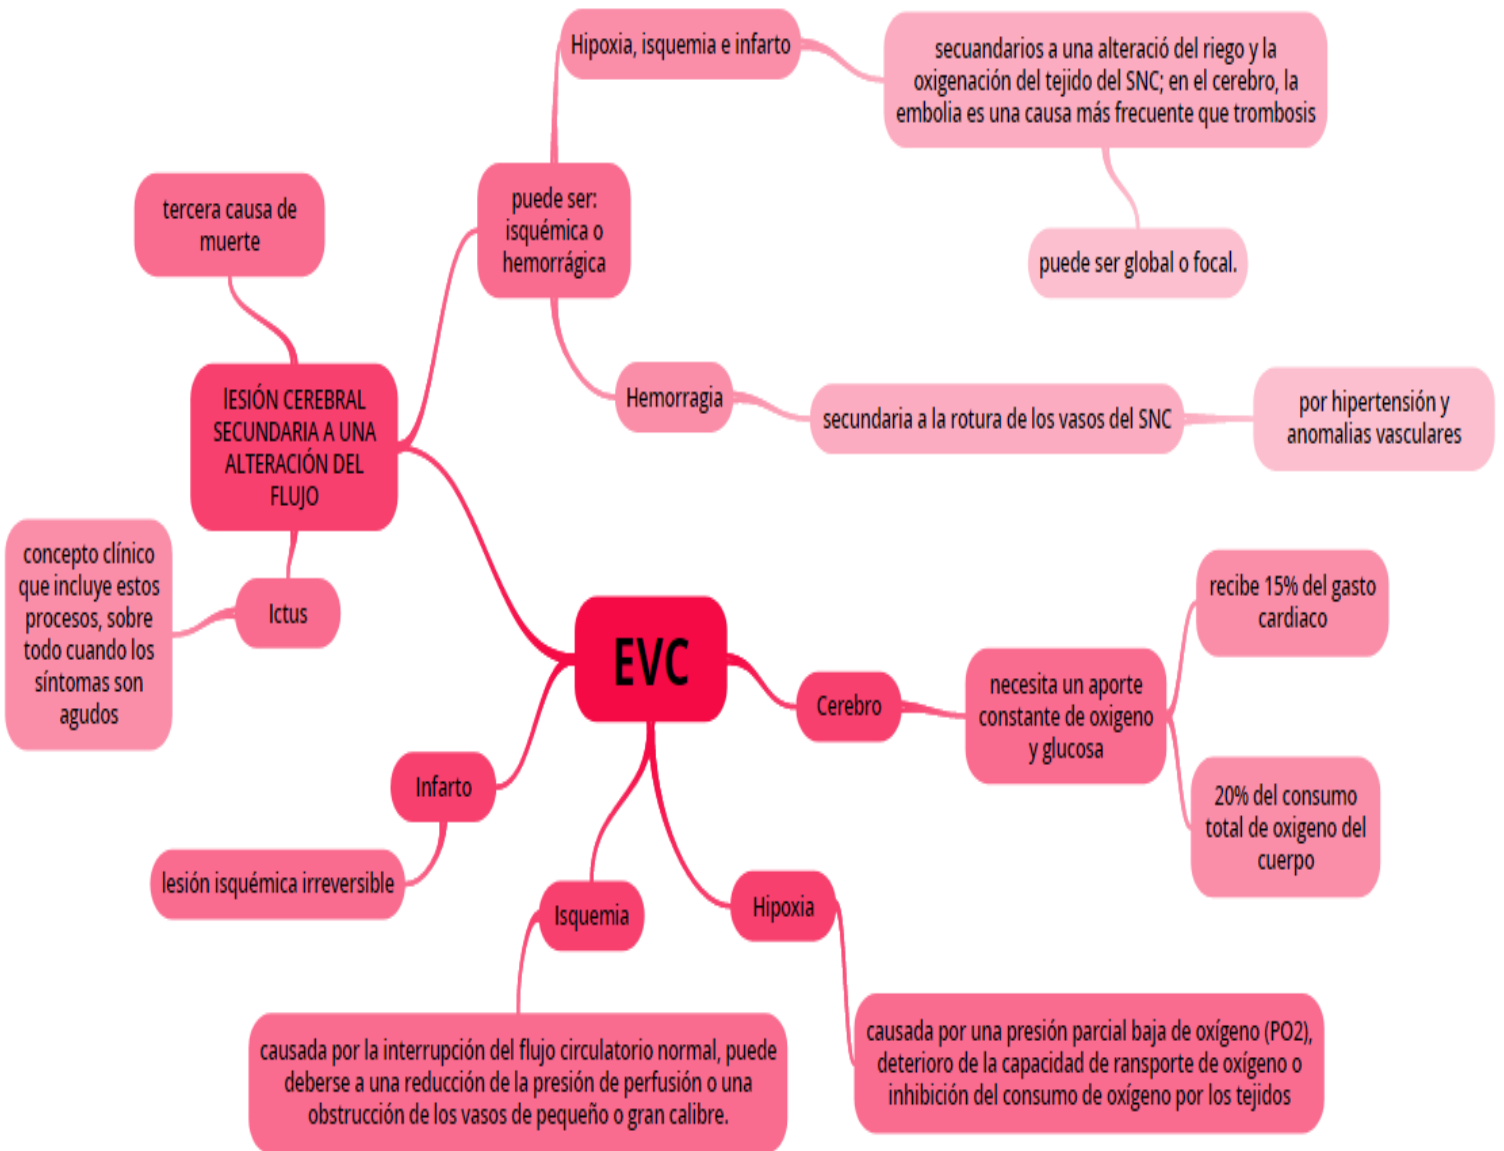 Hipoxia, isquemia e infarto
secuandarios a una alteració del riego y la
oxigenación del tejido del SNC; en el cerebro, la
embolia es una causa más frecuente que trombosis
puede ser global o focal.
puede ser:
isquémica o
hemorrágica
tercera causa de
muerte
lESIÓN CEREBRAL
SECUNDARIA A UNA
ALTERACIÓN DEL
FLUJO
Hemorragia
secundaria a la rotura de los vasos del SNC
por hipertensión y
anomalias vasculares
concepto clínico
que incluye estos
procesos, sobre
todo cuando los
síntomas son
agudos
Ictus
EVC
Cerebro
necesita un aporte
constante de oxigeno
y glucosa
recibe 15% del gasto
cardiaco
20% del consumo
total de oxigeno del
cuerpo
Infarto
lesión isquémica irreversible
Isquemia
causada por la interrupción del flujo circulatorio normal, puede
deberse a una reducción de la presión de perfusión o una
obstrucción de los vasos de pequeño o gran calibre.
Hipoxia
causada por una presión parcial baja de oxígeno (PO2),
deterioro de la capacidad de ransporte de oxígeno o
inhibición del consumo de oxígeno por los tejidos